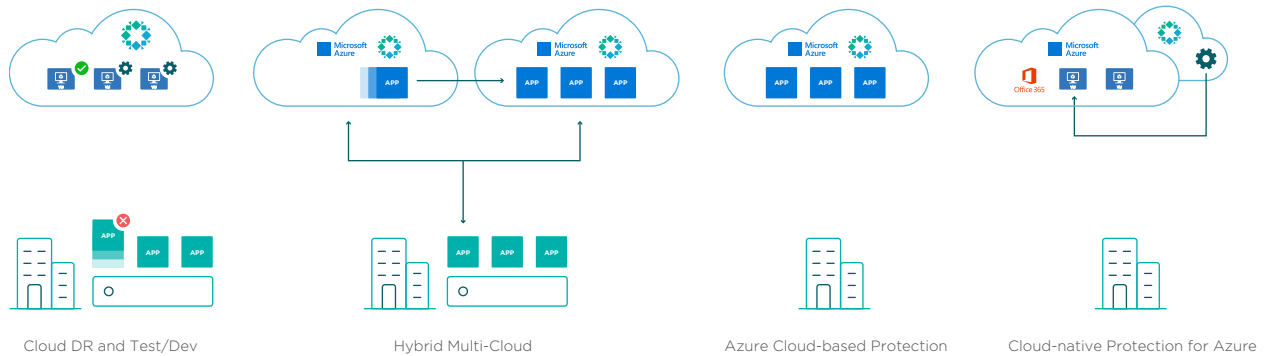 Microsoft
Azure
APP
Microsoft
Azure
APP
APP
APP
Microsoft
Azure
APP
APP
APP
Microsoft
Azure
Office 365
APP
APP
APP
APP
APP
APP
Cloud DR and Test/Dev
Hybrid Multi-Cloud
Azure Cloud-based Protection
Cloud-native Protection for Azure